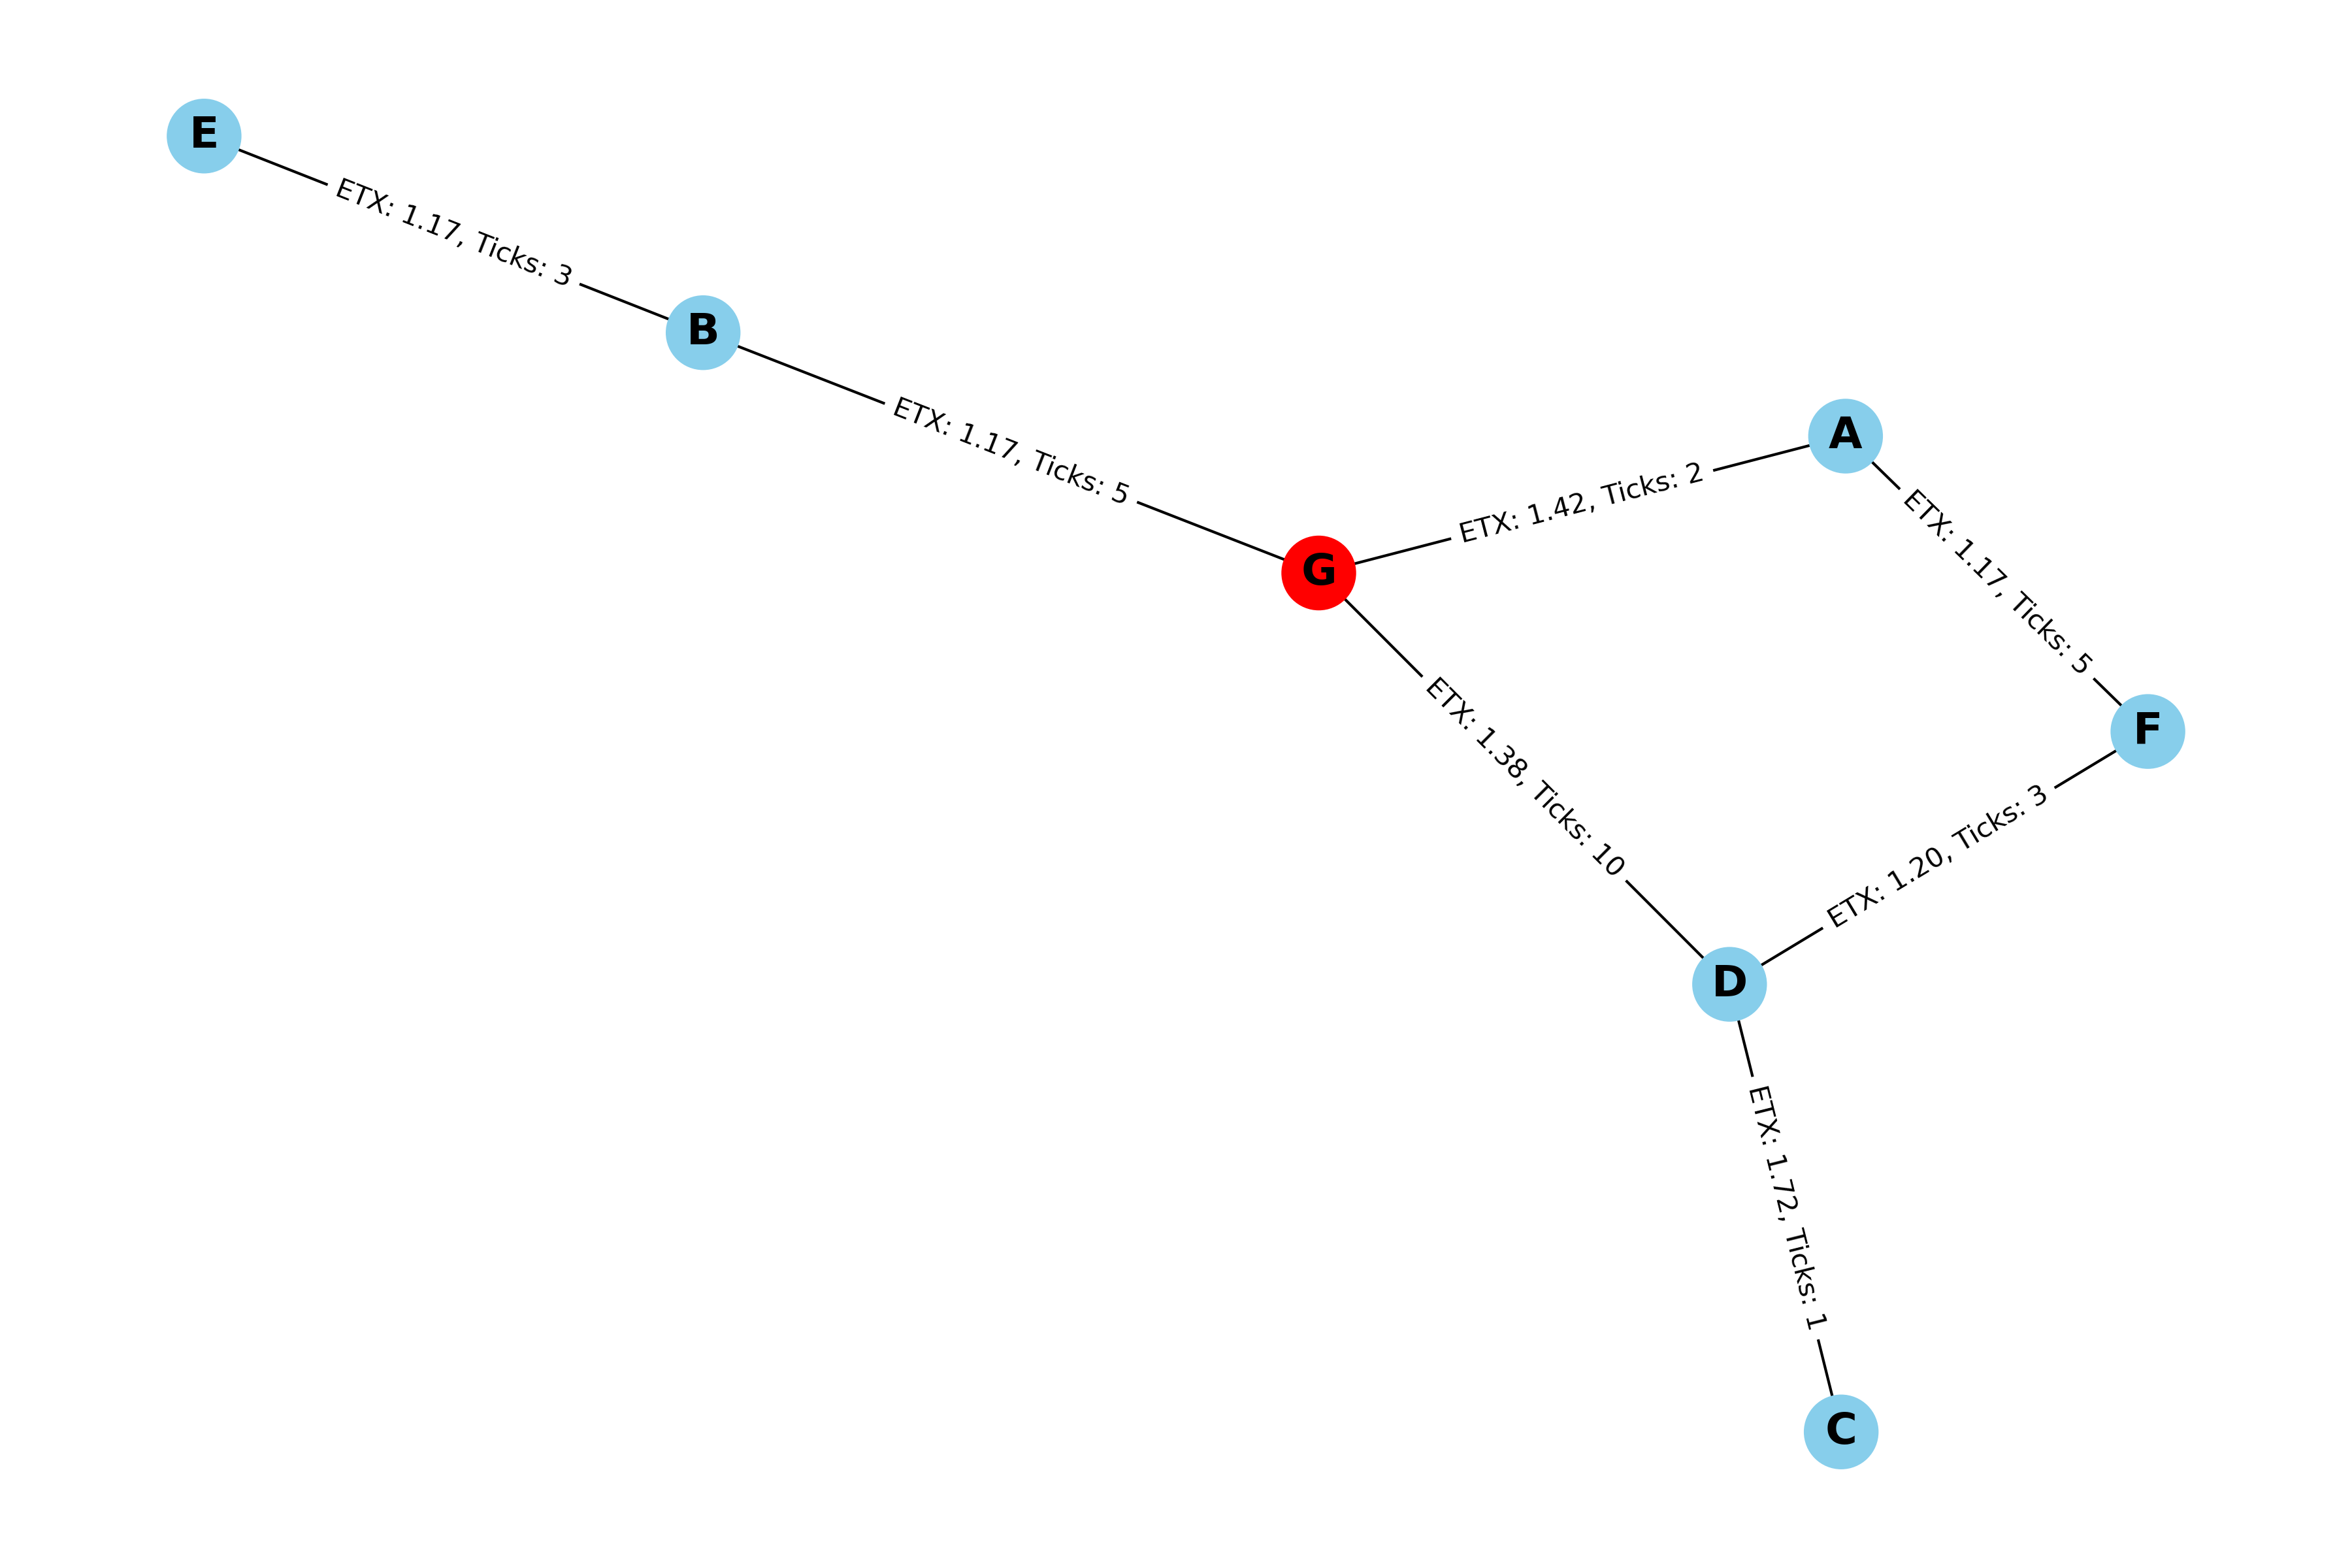 E
ETX: 1.17, Ticks: 3
B
ETX: 1.17, Ticks: 5
A
ETX: 1.42, Ticks: 2
G
ETX: 1.17, Ticks: 5
F
ETX: 1.38, Ticks: 10
ETX: 1.20, Ticks: 3
D
ETX: 1.72, Ticks: 1
C